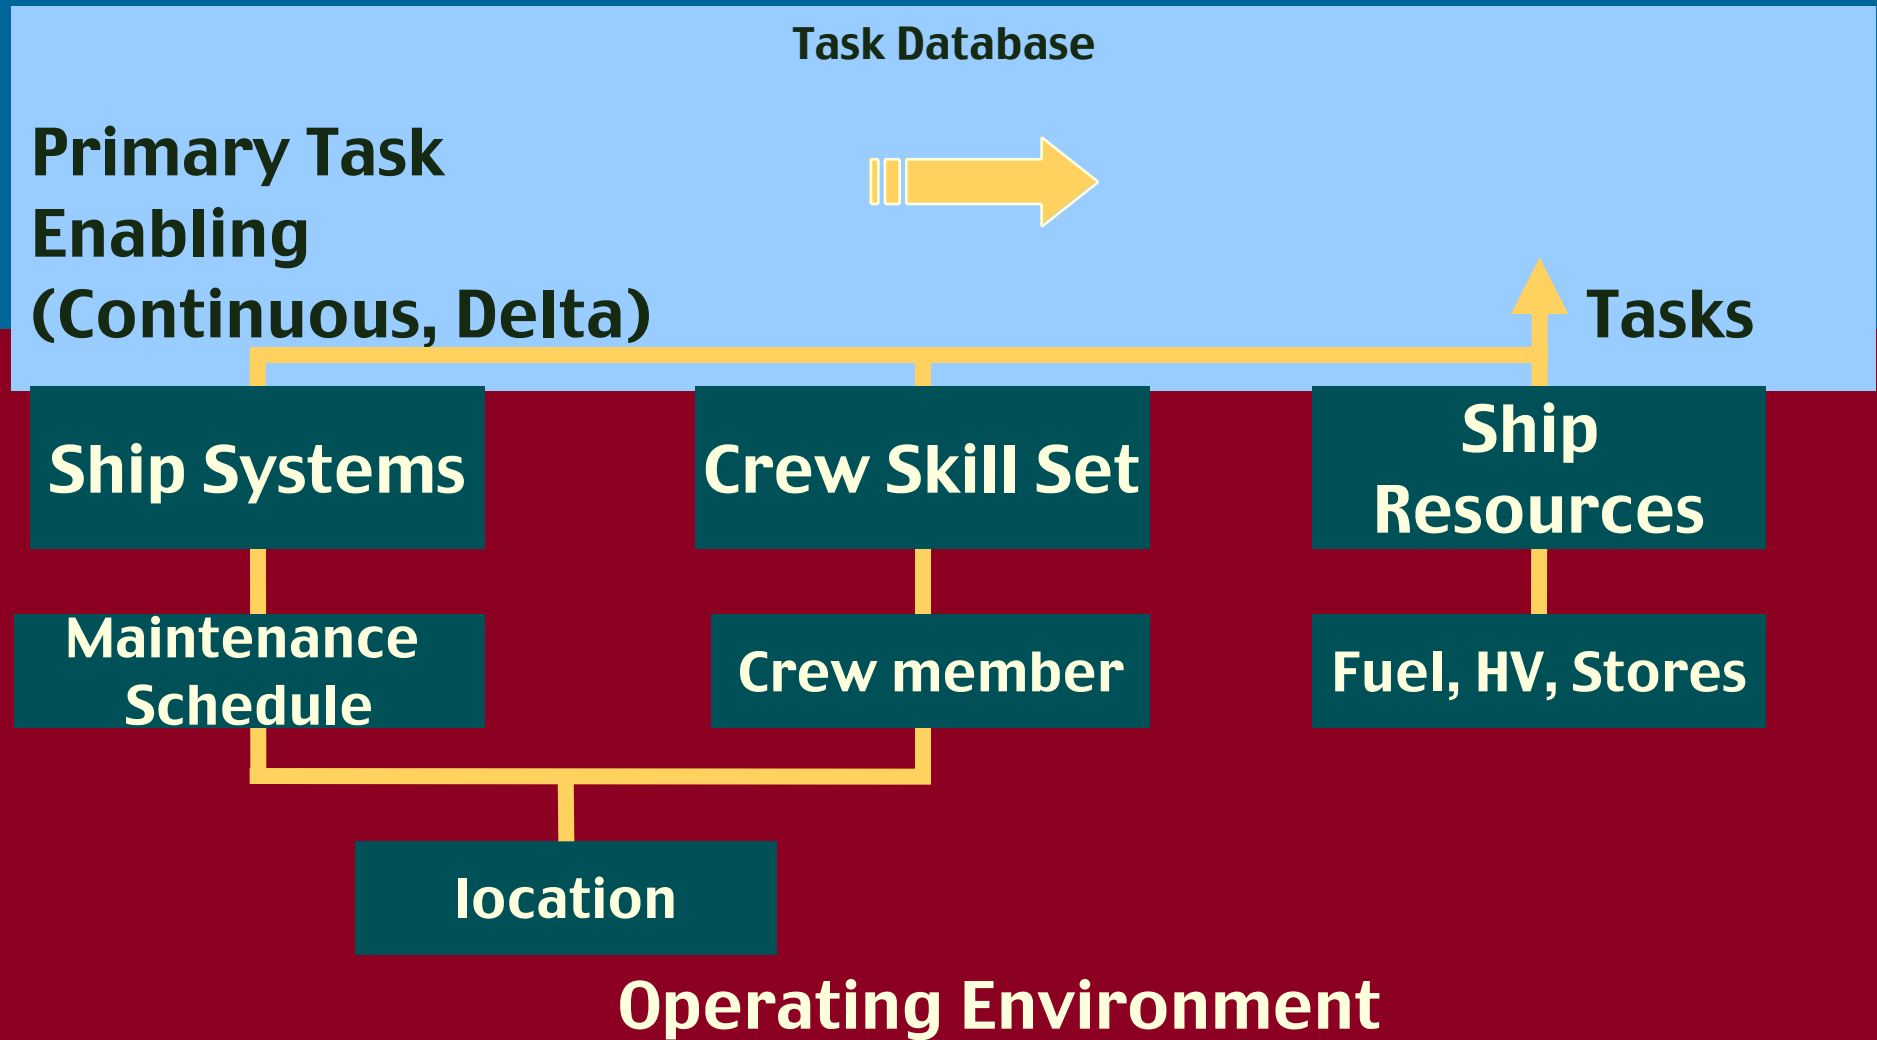 Task Database
Primary Task
Enabling
(Continuous, Delta)
Tasks
Ship Systems
Crew Skill Set
Ship
Resources
Maintenance
Schedule
Crew member
Fuel, HV, Stores
location
Operating Environment